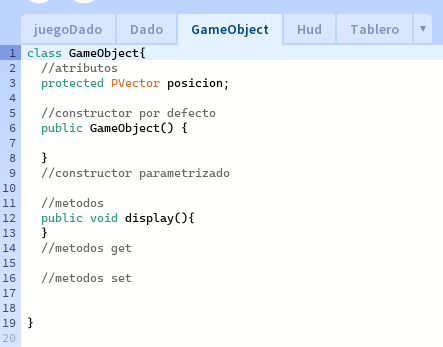 juegoDado Dado GameObject Hud Tablero ▼
1 class GameObject{
2 //atributos
3 protected PVector posicion;
4
5 //constructor por defecto
6 public GameObject() {
7
8 }
9 //constructor parametrizado
10
11 //metodos
12 public void display(){
13 }
14 //metodos get
15
16 //metodos set
17
18
19 }
20